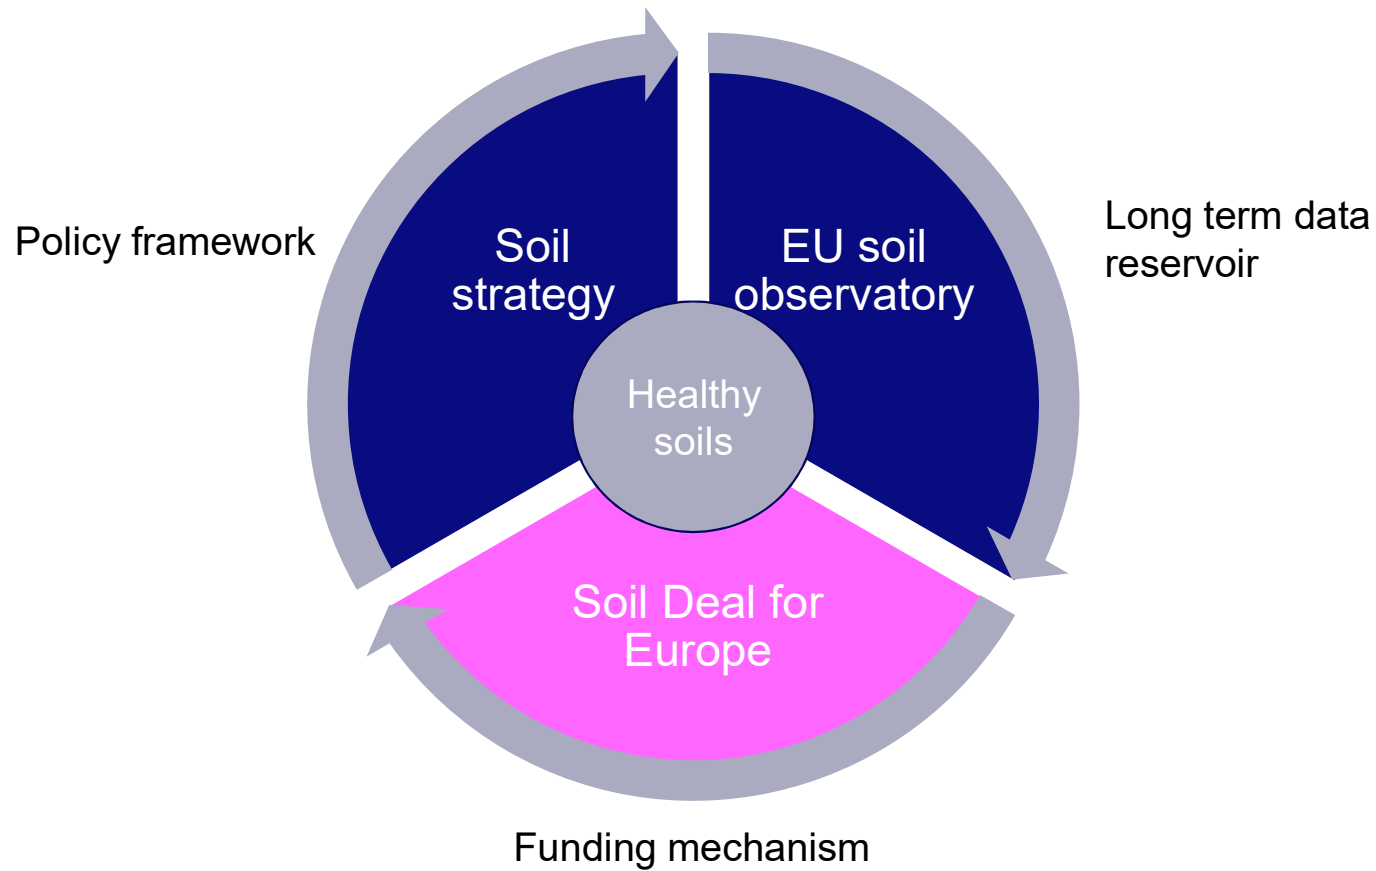 Policy framework
Soil
strategy
EU soil
observatory
Long term data
reservoir
Healthy
soils
Soil Deal for
Europe
Funding mechanism